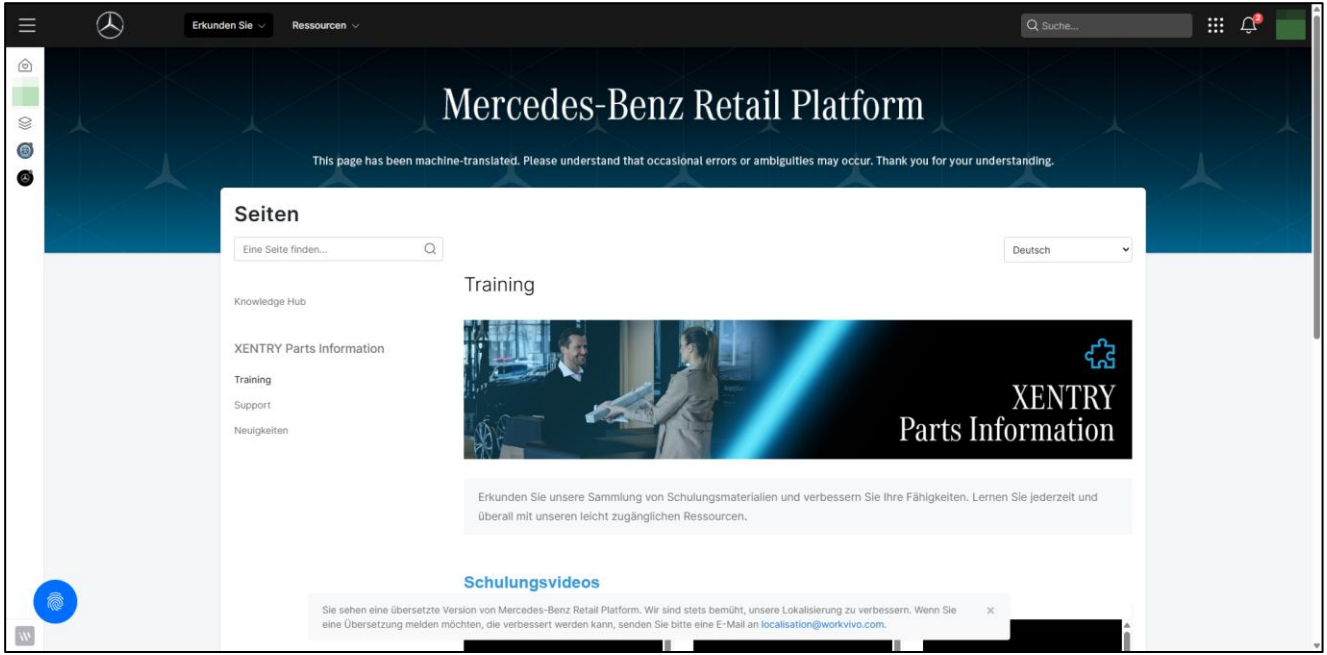 Erkunden Sie
Ressourcen
Suche...
2
Mercedes-Benz Retail Platform
This page has been machine-translated. Please understand that occasional errors or ambiguities may occur. Thank you for your understanding.
Seiten
Eine Seite finden...
Deutsch
Knowledge Hub
XENTRY Parts Information
Training
Support
Neuigkeiten
Training
XENTRY
Parts Information
Erkunden Sie unsere Sammlung von Schulungsmaterialien und verbessern Sie Ihre Fähigkeiten. Lernen Sie jederzeit und
überall mit unseren leicht zugänglichen Ressourcen.
Schulungsvideos
Sie sehen eine übersetzte Version von Mercedes-Benz Retail Platform. Wir sind stets bemüht, unsere Lokalisierung zu verbessern. Wenn Sie
eine Übersetzung melden möchten, die verbessert werden kann, senden Sie bitte eine E-Mail an localisation@workvivo.com.